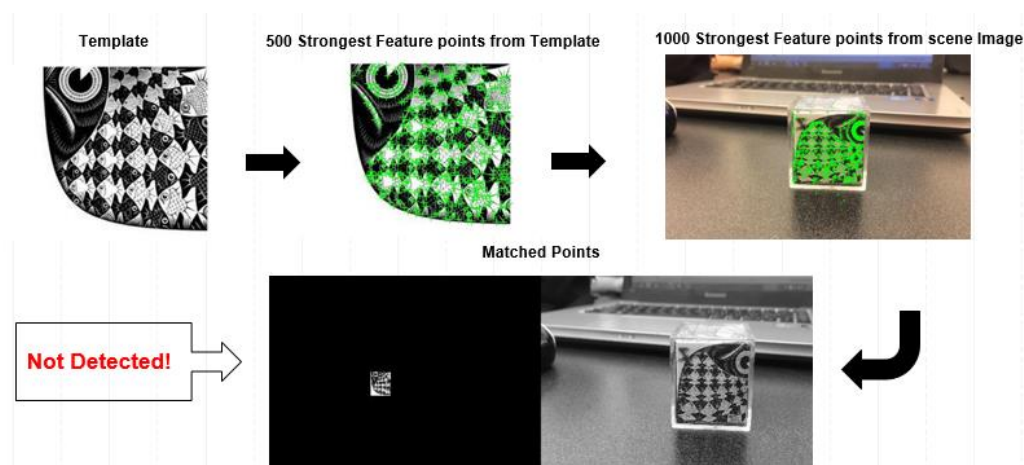 Template
500 Strongest Feature points from Template
1000 Strongest Feature points from scene Image
Matched Points
Not Detected!